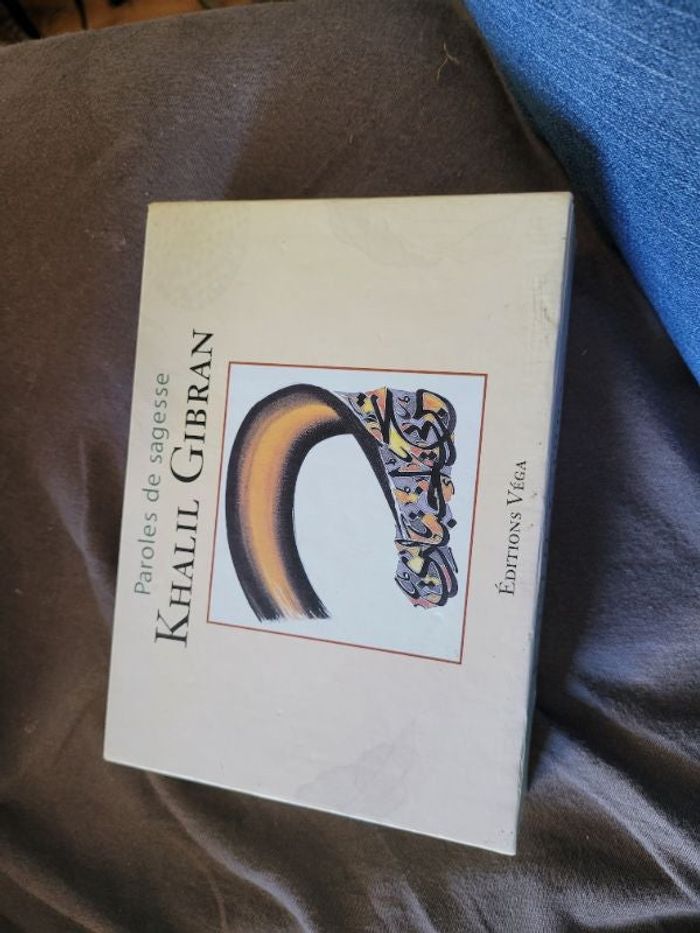 Paroles de sagesse
KHALIL GIBRAN
ÉDITIONS VÉGA